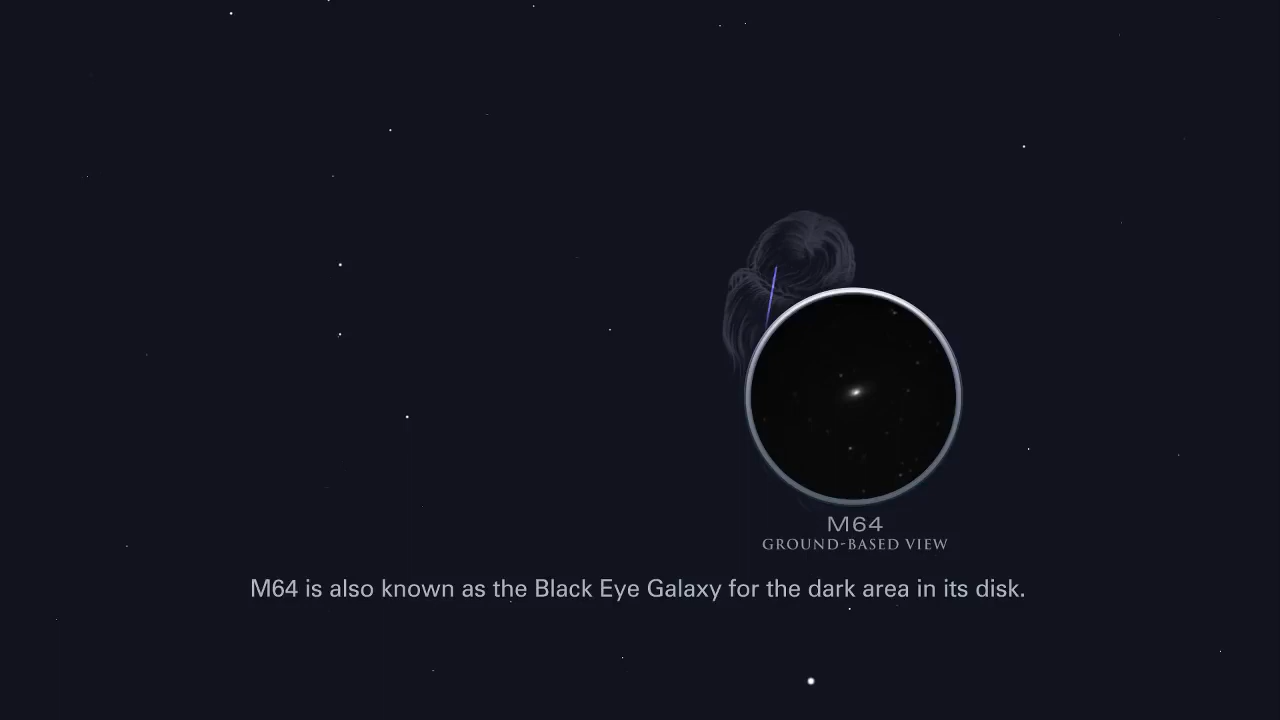 M64
GROUND-BASED VIEW
M64 is also known as the Black Eye Galaxy for the dark area in its disk.